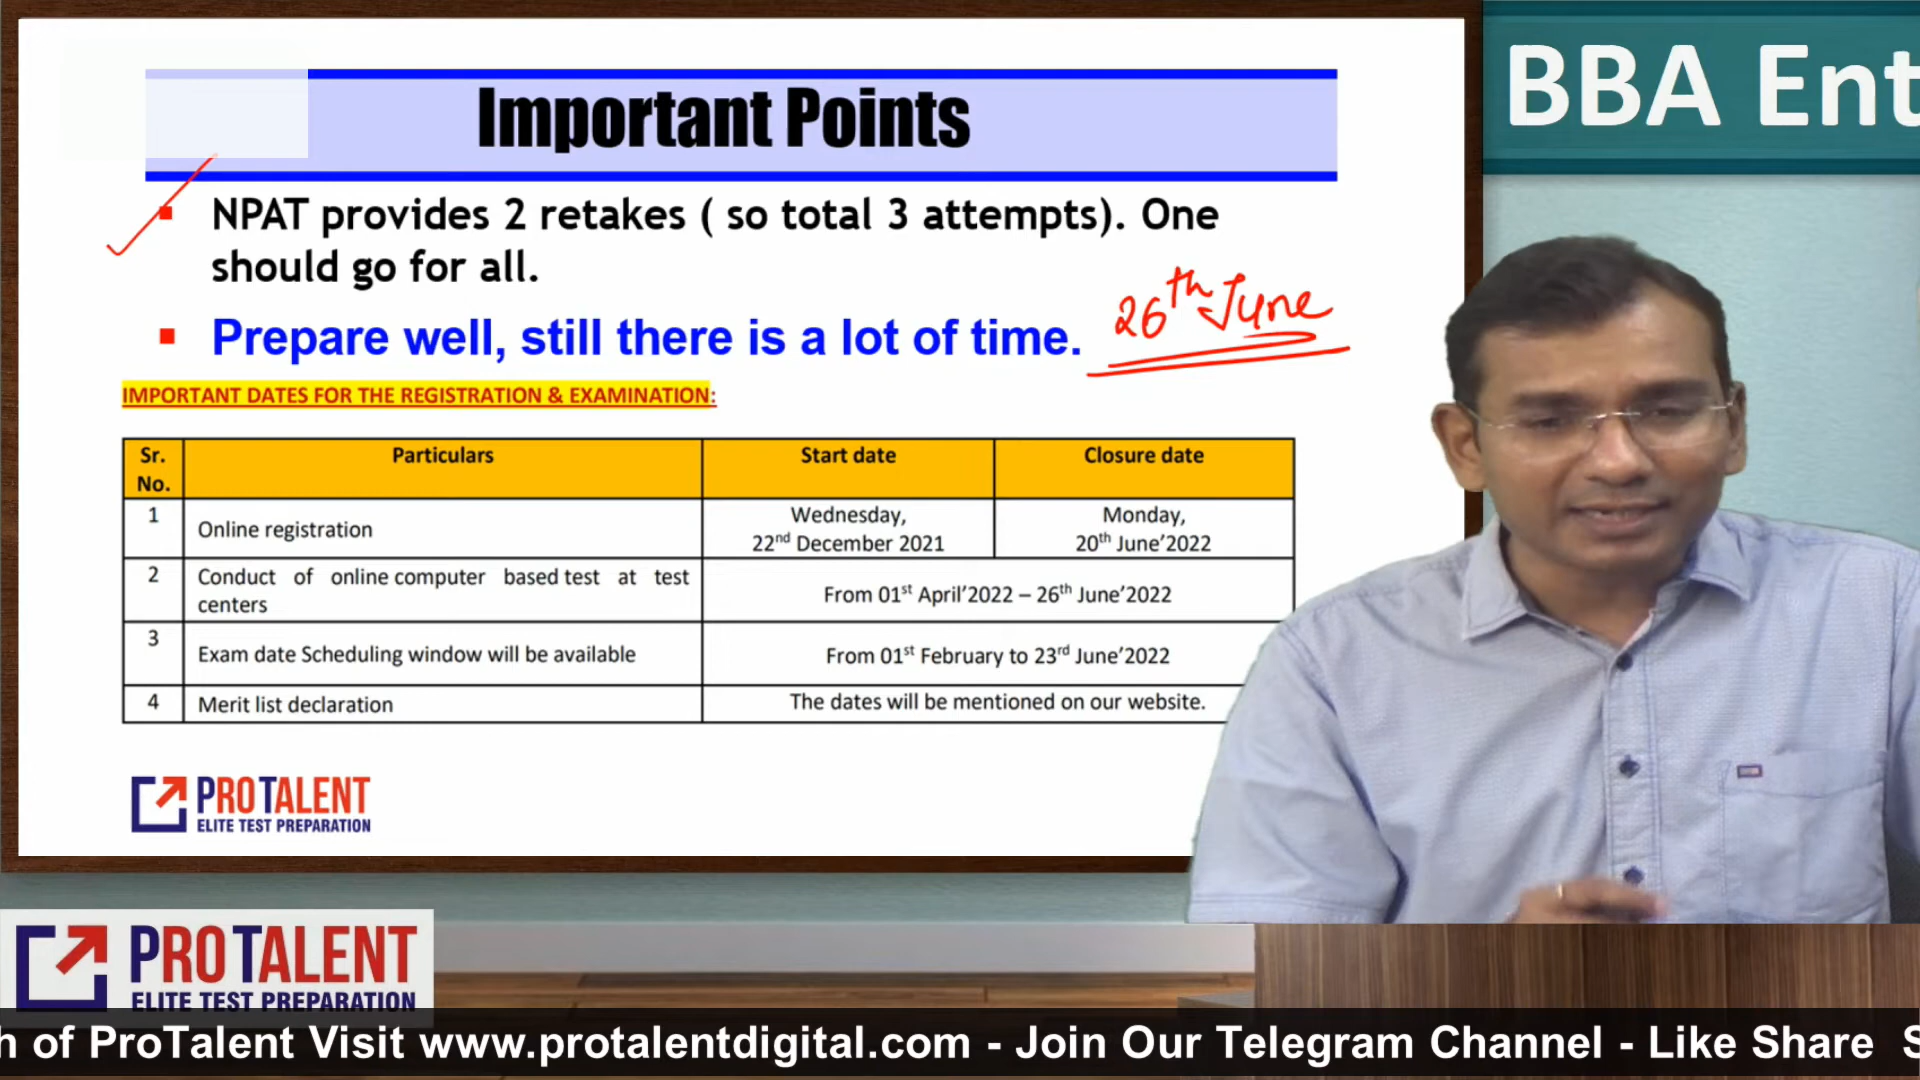 Important Points
BBA Ent
NPAT provides 2 retakes ( so total 3 attempts). One
should go for all.
26th June
Prepare well, still there is a lot of time.
IMPORTANT DATES FOR THE REGISTRATION & EXAMINATION:
Sr. No. Particulars Start date Closure date
1 Online registration Wednesday, 22nd December 2021 Monday, 20th June'2022
2 Conduct of online computer based test at test centers From 01st April'2022 – 26th June'2022
3 Exam date Scheduling window will be available From 01st February to 23rd June'2022
4 Merit list declaration The dates will be mentioned on our website.
PROTALENT
ELITE TEST PREPARATION
PROTALENT
ELITE TEST PREPARATION
h of ProTalent Visit www.protalentdigital.com - Join Our Telegram Channel - Like Share S